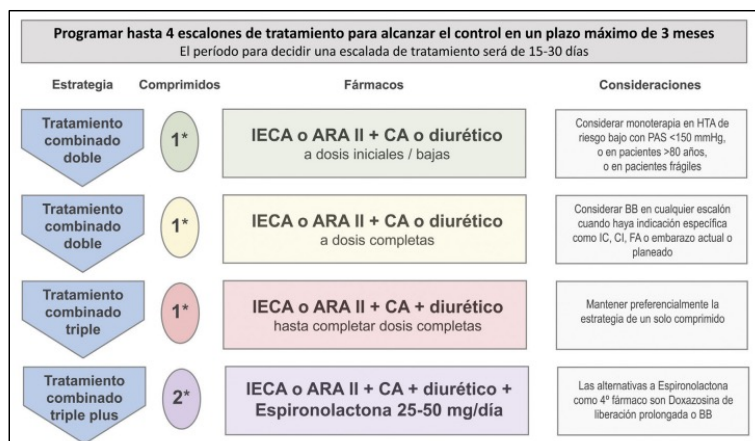 Programar hasta 4 escalones de tratamiento para alcanzar el control en un plazo máximo de 3 meses
El período para decidir una escalada de tratamiento será de 15-30 días
Estrategia Comprimidos Fármacos Consideraciones
Tratamiento
combinado
doble
1*
IECA o ARA II + CA o diurético
a dosis iniciales / bajas
Considerar monoterapia en HTA de
riesgo bajo con PAS <150 mmHg,
o en pacientes >80 años,
o en pacientes frágiles
Tratamiento
combinado
doble
1*
IECA o ARA II + CA o diurético
a dosis completas
Considerar BB en cualquier escalón
cuando haya indicación específica
como IC, CI, FA o embarazo actual o
planeado
Tratamiento
combinado
triple
1*
IECA o ARA II + CA + diurético
hasta completar dosis completas
Mantener preferencialmente la
estrategia de un solo comprimido
Tratamiento
combinado
triple plus
2*
IECA o ARA II + CA + diurético +
Espironolactona 25-50 mg/día
Las alternativas a Espironolactona
como 4º fármaco son Doxazosina de
liberación prolongada o BB